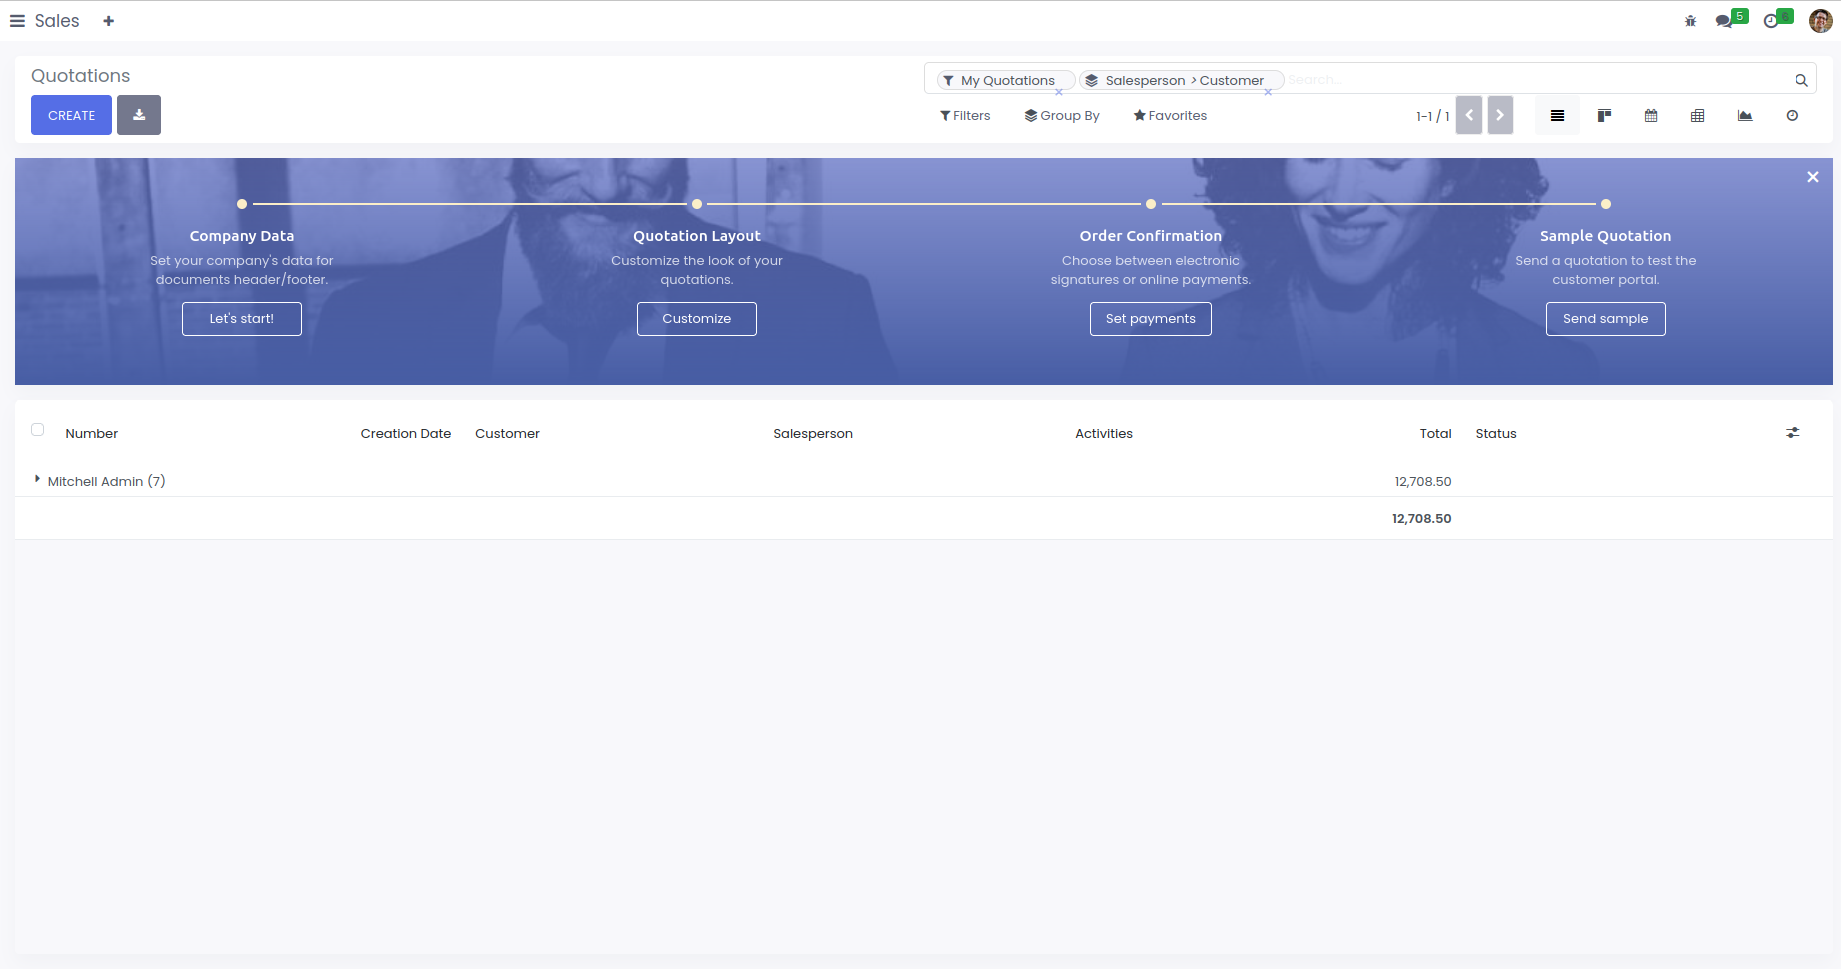 Sales
5
6
Quotations
My Quotations
Salesperson > Customer
Search...
CREATE
Filters
Group By
Favorites
1-1 / 1
Company Data
Set your company's data for
documents header/footer.
Let's start!
Quotation Layout
Customize the look of your
quotations.
Customize
Order Confirmation
Choose between electronic
signatures or online payments.
Set payments
Sample Quotation
Send a quotation to test the
customer portal.
Send sample
Number Creation Date Customer Salesperson Activities Total Status
Mitchell Admin (7) 12,708.50
12,708.50